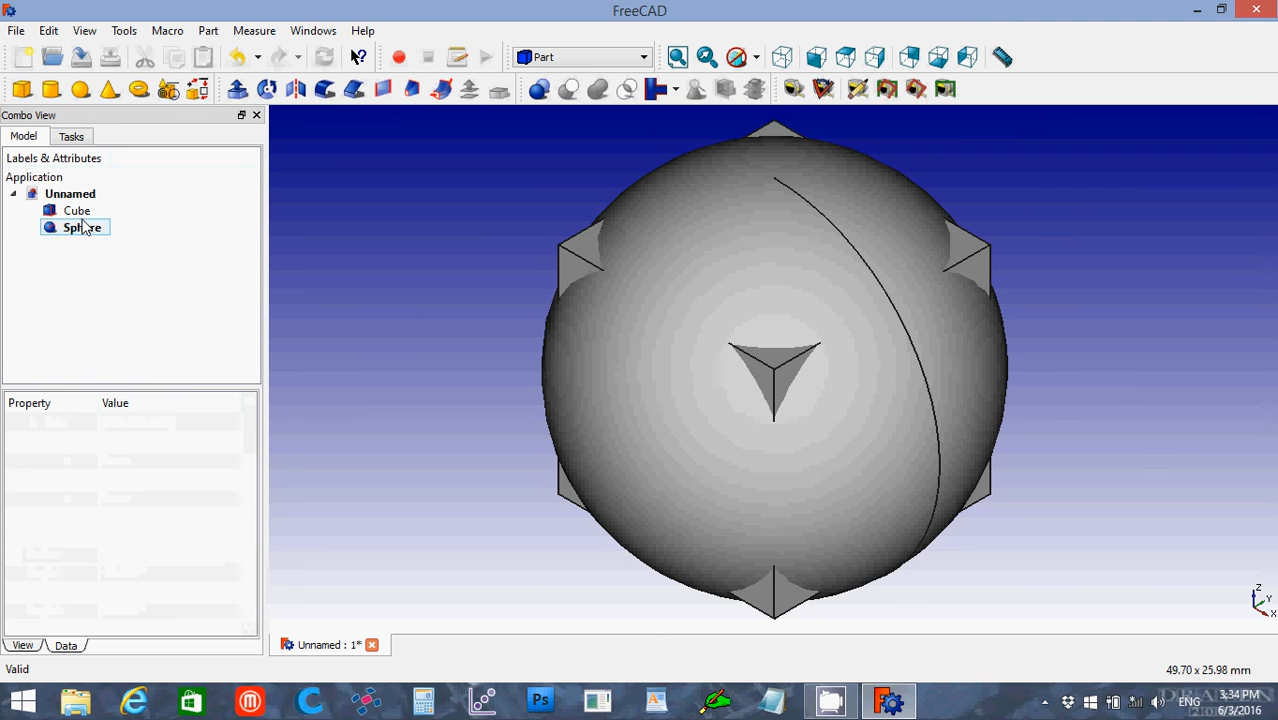 FreeCAD
File Edit View Tools Macro Part Measure Windows Help
Part
Combo View
Model Tasks
Labels & Attributes
Application
Unnamed
Cube
Sphere
Property Value
View Data
Unnamed : 1*
Z
Y
X
Valid
49.70 x 25.98 mm
Ps
ENG
3:34 PM
6/3/2016